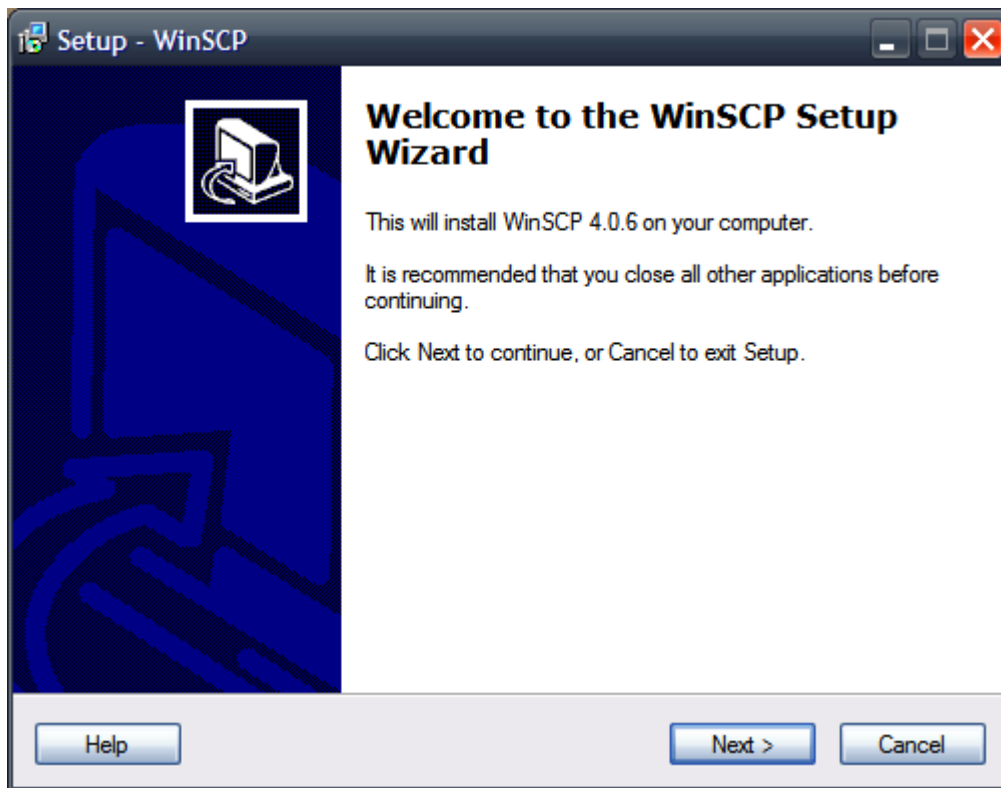 Setup - WinSCP
Welcome to the WinSCP Setup
Wizard
This will install WinSCP 4.0.6 on your computer.
It is recommended that you close all other applications before
continuing.
Click Next to continue, or Cancel to exit Setup.
Help
Next >
Cancel